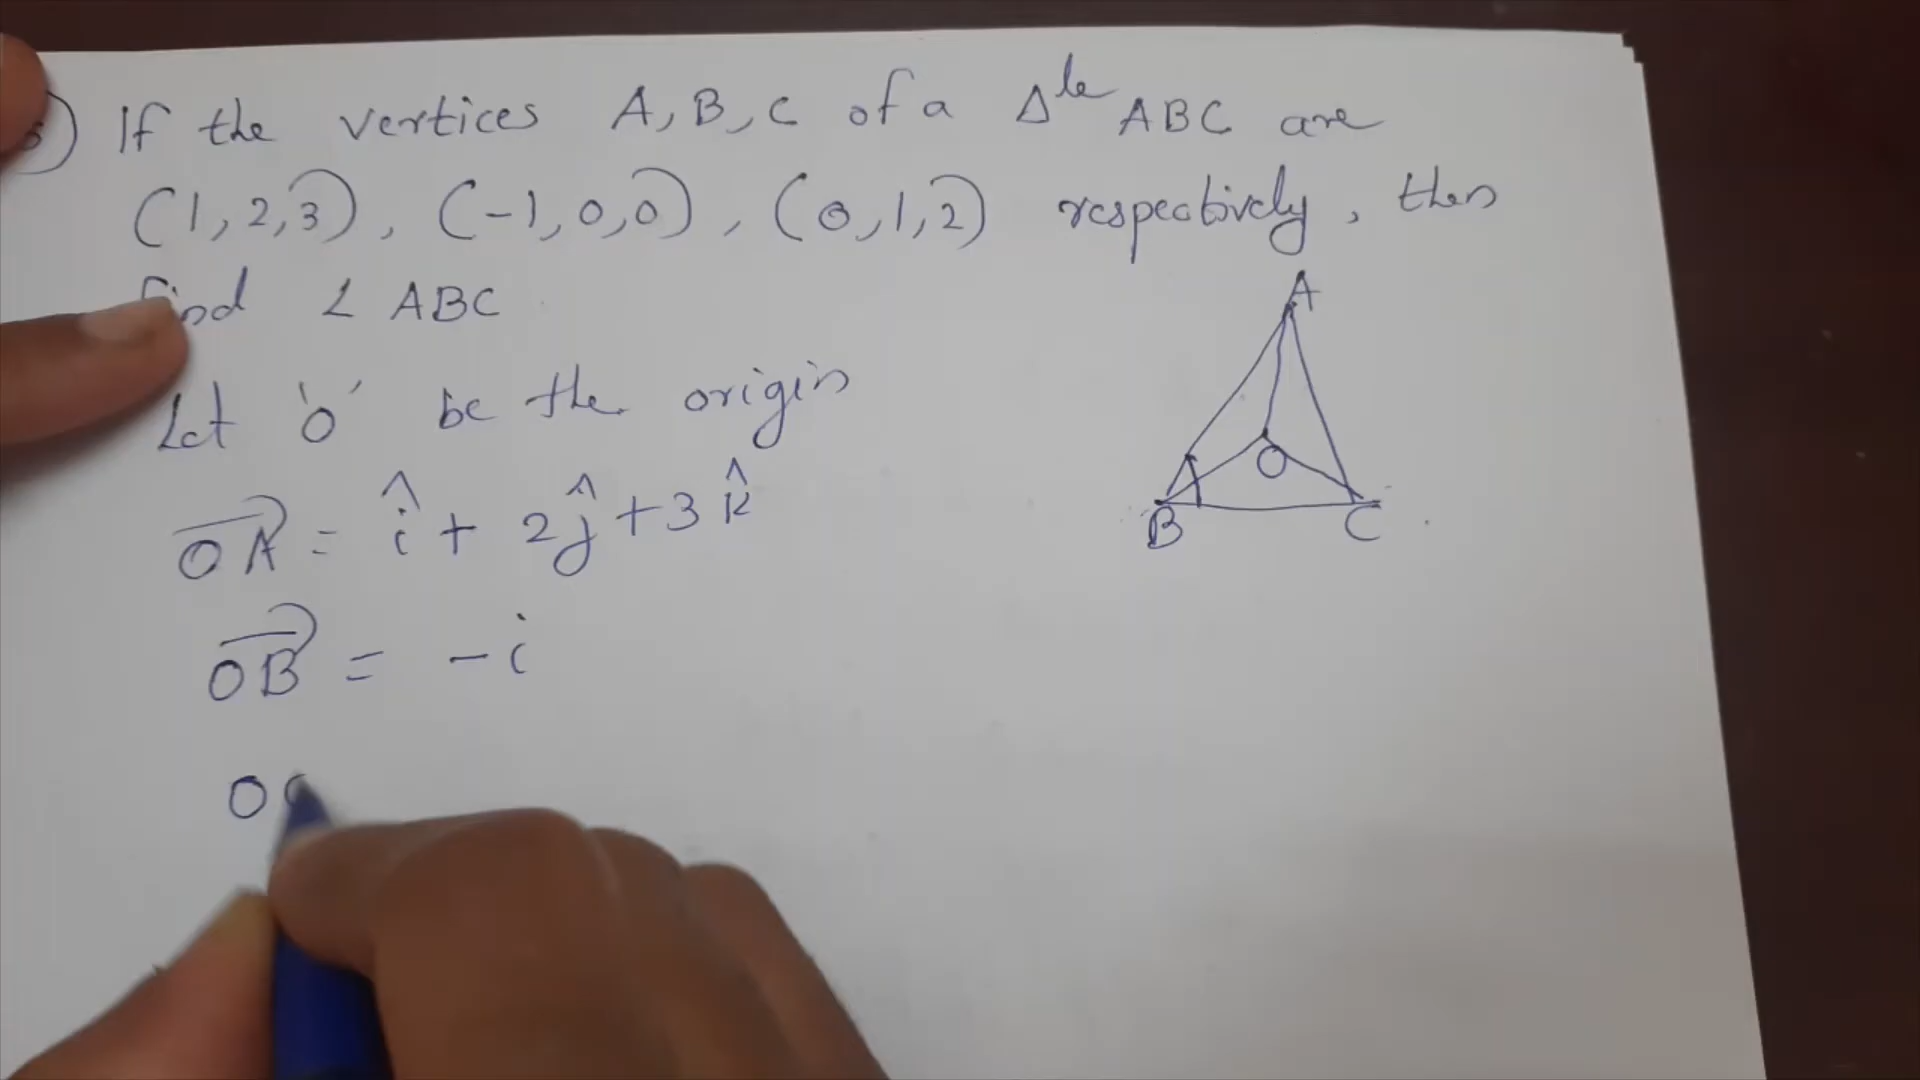 If the vertices A, B, C of a Δle ABC are
(1, 2, 3), (-1, 0, 0), (0, 1, 2) respectively, then
find ∠ ABC
Let 'O' be the origin
A
O
B C
OA⃗ = î + 2ĵ + 3k̂
OB⃗ = - i
O